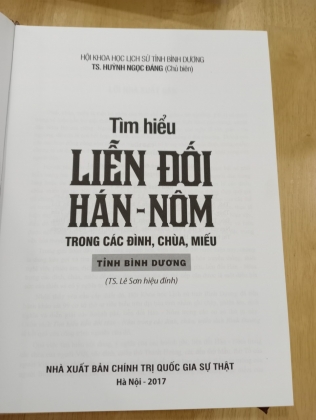 HỘI KHOA HỌC LỊCH SỬ TỈNH BÌNH DƯƠNG
TS. HUỲNH NGỌC ĐÁNG (Chủ biên)
Tìm hiểu
LIỄN ĐỐI
HÁN - NÔM
TRONG CÁC ĐÌNH, CHÙA, MIẾU
TỈNH BÌNH DƯƠNG
(TS. Lê Sơn hiệu đính)
NHÀ XUẤT BẢN CHÍNH TRỊ QUỐC GIA SỰ THẬT
Hà Nội - 2017